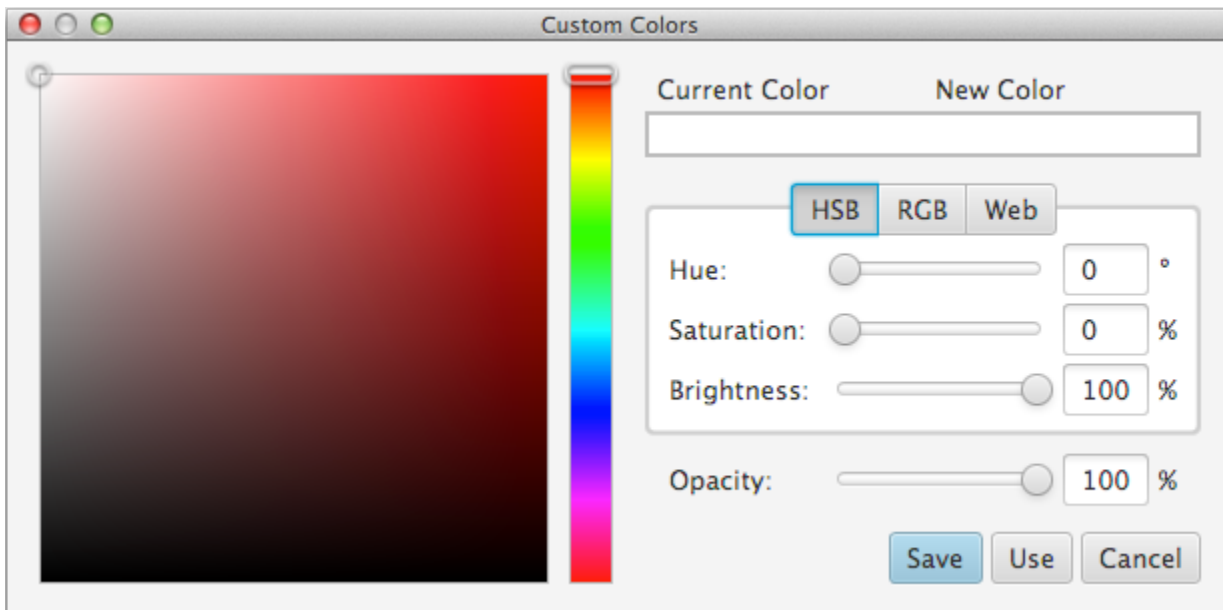 Custom Colors
Current Color New Color
HSB RGB Web
Hue: 0 °
Saturation: 0 %
Brightness: 100 %
Opacity: 100 %
Save Use Cancel